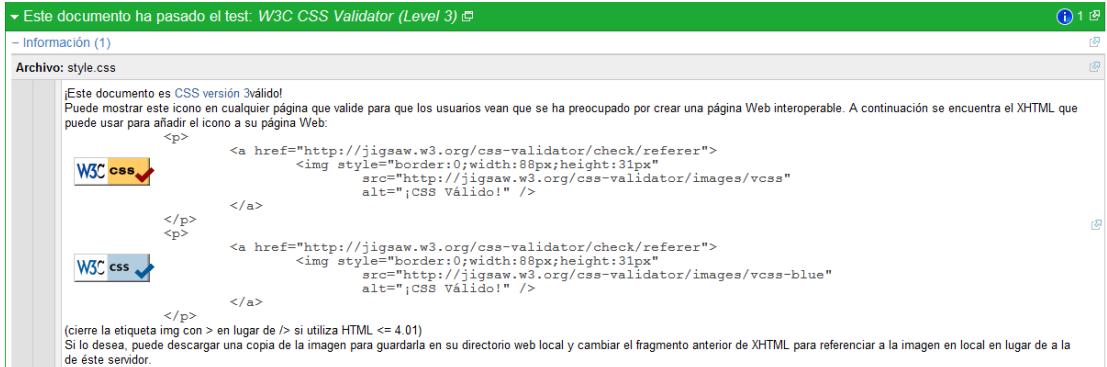 Este documento ha pasado el test: W3C CSS Validator (Level 3) 1
– Información (1)
Archivo: style.css
¡Este documento es CSS versión 3válido!
Puede mostrar este icono en cualquier página que valide para que los usuarios vean que se ha preocupado por crear una página Web interoperable. A continuación se encuentra el XHTML que
puede usar para añadir el icono a su página Web:
<p>
<a href="http://jigsaw.w3.org/css-validator/check/referer">
<img style="border:0;width:88px;height:31px"
W3C css
src="http://jigsaw.w3.org/css-validator/images/vcss"
alt="¡CSS Válido!" />
</a>
</p>
<p>
<a href="http://jigsaw.w3.org/css-validator/check/referer">
<img style="border:0;width:88px;height:31px"
W3C css
src="http://jigsaw.w3.org/css-validator/images/vcss-blue"
alt="¡CSS Válido!" />
</a>
</p>
(cierre la etiqueta img con > en lugar de /> si utiliza HTML <= 4.01)
Si lo desea, puede descargar una copia de la imagen para guardarla en su directorio web local y cambiar el fragmento anterior de XHTML para referenciar a la imagen en local en lugar de a la
de éste servidor.